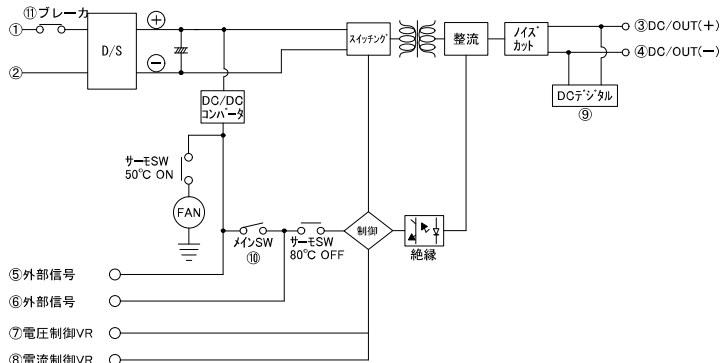 ⑪ブレーカ
①
②
D/S
⊕
⊖
スイッチング
整流
ノイズ
カット
③DC/OUT(+)
④DC/OUT(−)
DCデジタル
⑨
DC/DC
コンバータ
サーモSW
50℃ ON
FAN
メインSW
⑩
サーモSW
80℃ OFF
制御
絶縁
⑤外部信号
⑥外部信号
⑦電圧制御VR
⑧電流制御VR